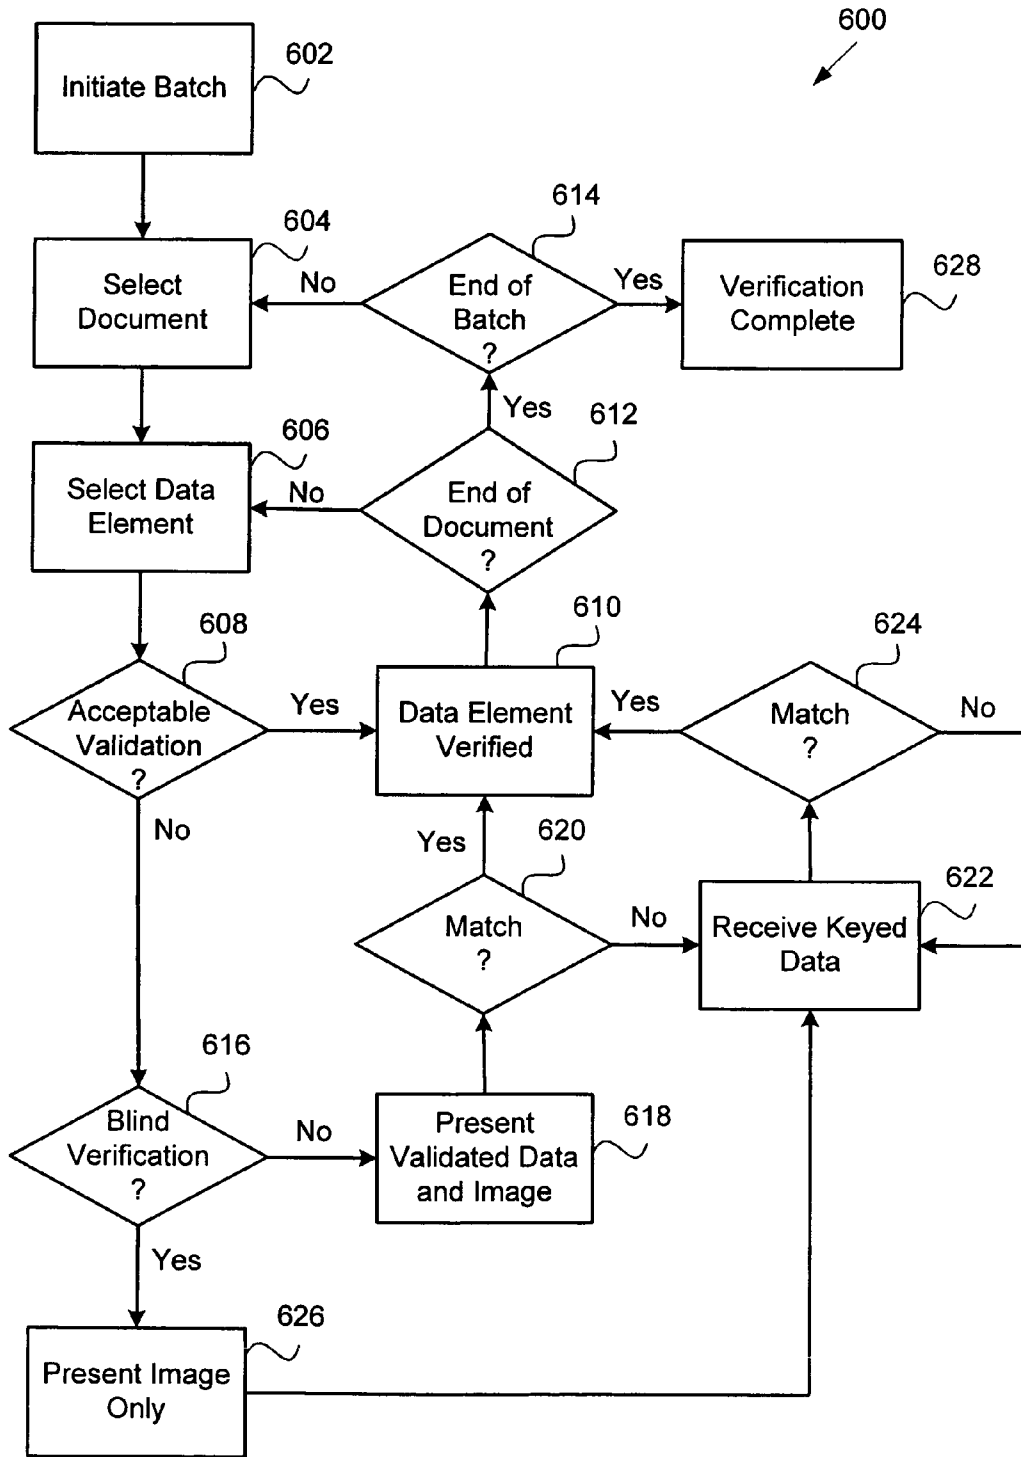 600
602
Initiate Batch
604
Select
Document
No
614
End of
Batch
?
Yes
628
Verification
Complete
Yes
606
Select Data
Element
No
612
End of
Document
?
608
Acceptable
Validation
?
Yes
610
Data Element
Verified
Yes
624
Match
?
No
No
Yes
620
Match
?
No
622
Receive Keyed
Data
616
Blind
Verification
?
No
618
Present
Validated Data
and Image
Yes
626
Present Image
Only